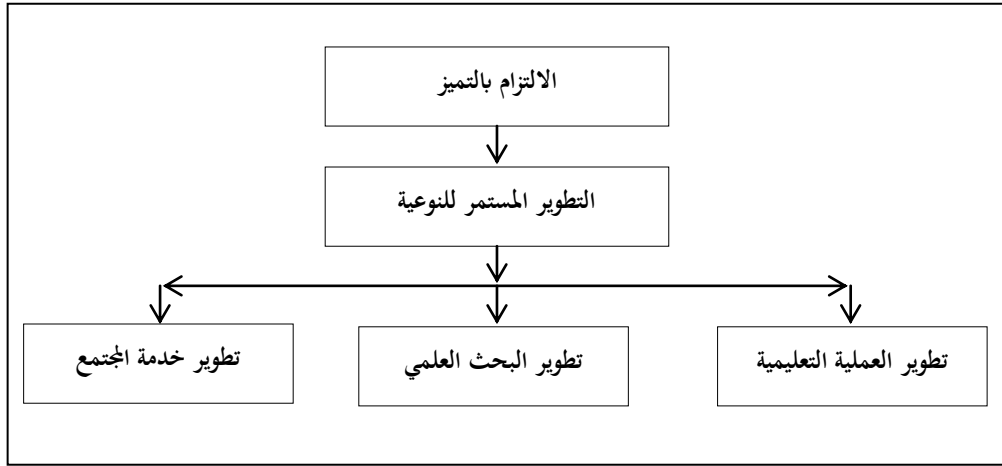 الالتزام بالتميز
التطوير المستمر للنوعية
تطوير العملية التعليمية
تطوير البحث العلمي
تطوير خدمة المجتمع